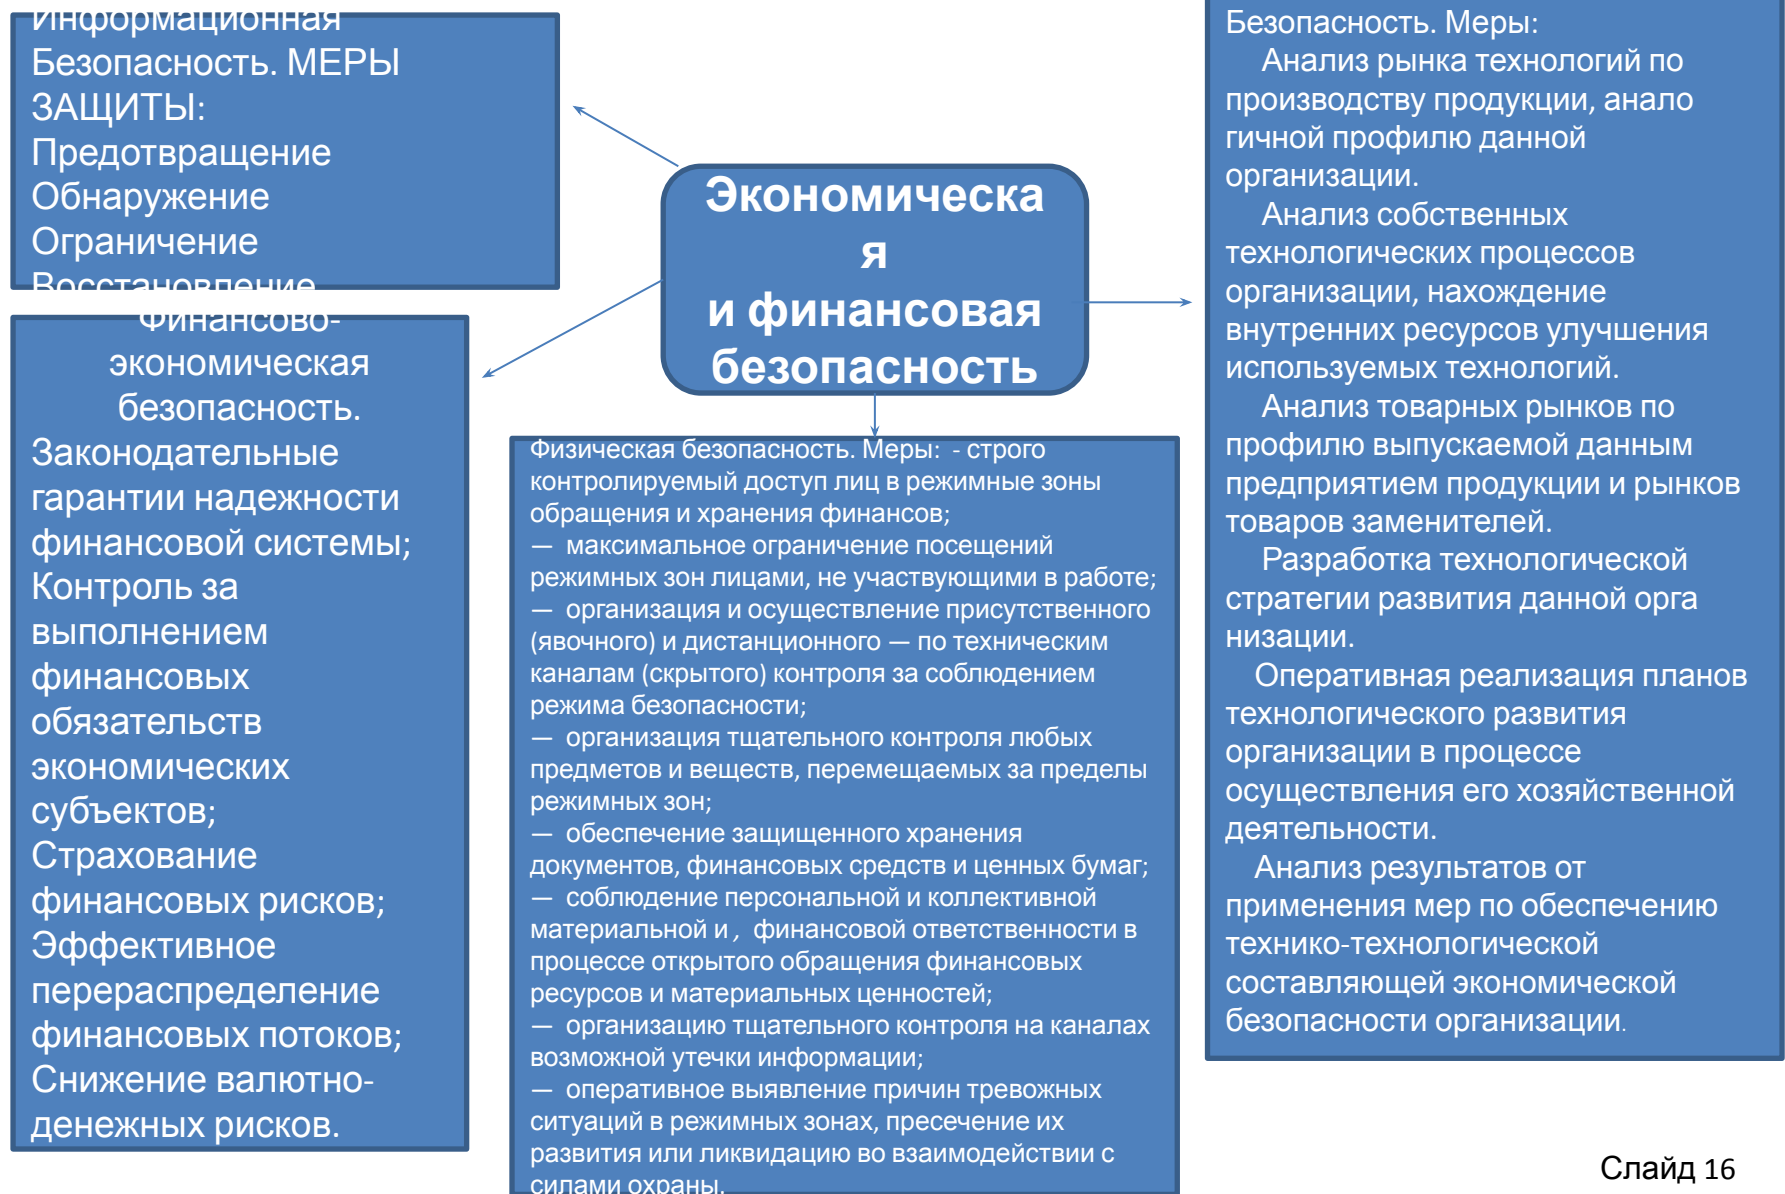 Информационная
Безопасность. МЕРЫ
ЗАЩИТЫ:
Предотвращение
Обнаружение
Ограничение
Восстановление
Финансово-
экономическая
безопасность.
Законодательные
гарантии надежности
финансовой системы;
Контроль за
выполнением
финансовых
обязательств
экономических
субъектов;
Страхование
финансовых рисков;
Эффективное
перераспределение
финансовых потоков;
Снижение валютно-
денежных рисков.
Экономическа
я
и финансовая
безопасность
Физическая безопасность. Меры:  - строго
контролируемый доступ лиц в режимные зоны
обращения и хранения финансов;
— максимальное ограничение посещений
режимных зон лицами, не участвующими в работе;
— организация и осуществление присутственного
(явочного) и дистанционного — по техническим
каналам (скрытого) контроля за соблюдением
режима безопасности;
— организация тщательного контроля любых
предметов и веществ, перемещаемых за пределы
режимных зон;
— обеспечение защищенного хранения
документов, финансовых средств и ценных бумаг;
— соблюдение персональной и коллективной
материальной и , финансовой ответственности в
процессе открытого обращения финансовых
ресурсов и материальных ценностей;
— организацию тщательного контроля на каналах
возможной утечки информации;
— оперативное выявление причин тревожных
ситуаций в режимных зонах, пресечение их
развития или ликвидацию во взаимодействии с
силами охраны.
Безопасность. Меры:
Анализ рынка технологий по
производству продукции, анало
гичной профилю данной
организации.
Анализ собственных
технологических процессов
организации, нахождение
внутренних ресурсов улучшения
используемых технологий.
Анализ товарных рынков по
профилю выпускаемой данным
предприятием продукции и рынков
товаров заменителей.
Разработка технологической
стратегии развития данной орга
низации.
Оперативная реализация планов
технологического развития
организации в процессе
осуществления его хозяйственной
деятельности.
Анализ результатов от
применения мер по обеспечению
технико-технологической
составляющей экономической
безопасности организации.
Слайд 16